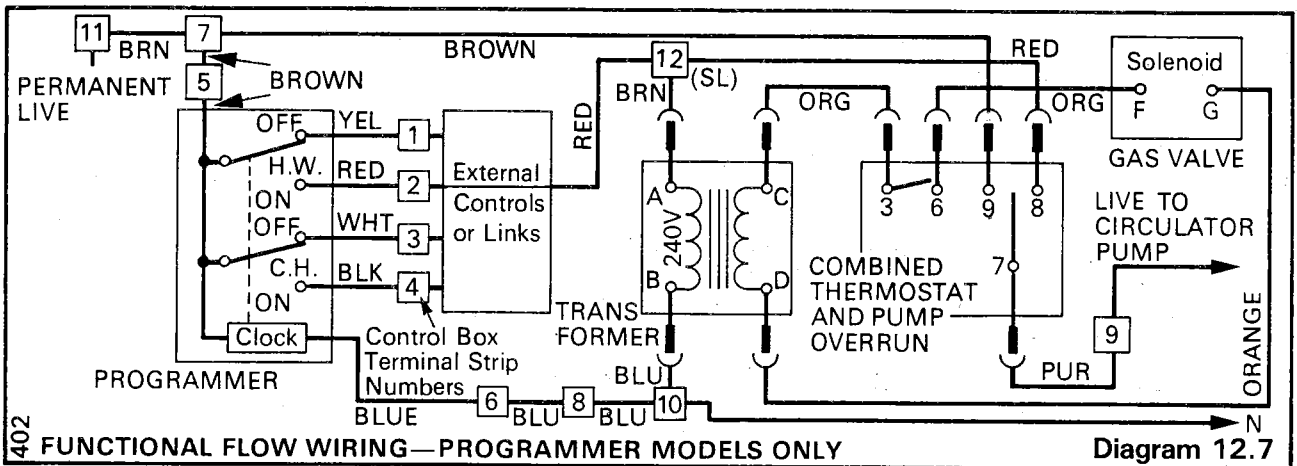 11
BRN
7
BROWN
12
(SL)
RED
PERMANENT
LIVE
5
BROWN
BRN
ORG
ORG
Solenoid
F
G
GAS VALVE
OFF
YEL
1
H.W.
RED
2
ON
OFF
WHT
3
C.H.
BLK
4
ON
Clock
PROGRAMMER
External
Controls
or Links
RED
Control Box
Terminal Strip
Numbers
A
C
240V
B
D
TRANS
FORMER
3
6
9
8
7
COMBINED
THERMOSTAT
AND PUMP
OVERRUN
LIVE TO
CIRCULATOR
PUMP
9
PUR
ORANGE
BLUE
6
BLU
8
BLU
BLU
10
N
402
FUNCTIONAL FLOW WIRING—PROGRAMMER MODELS ONLY
Diagram 12.7